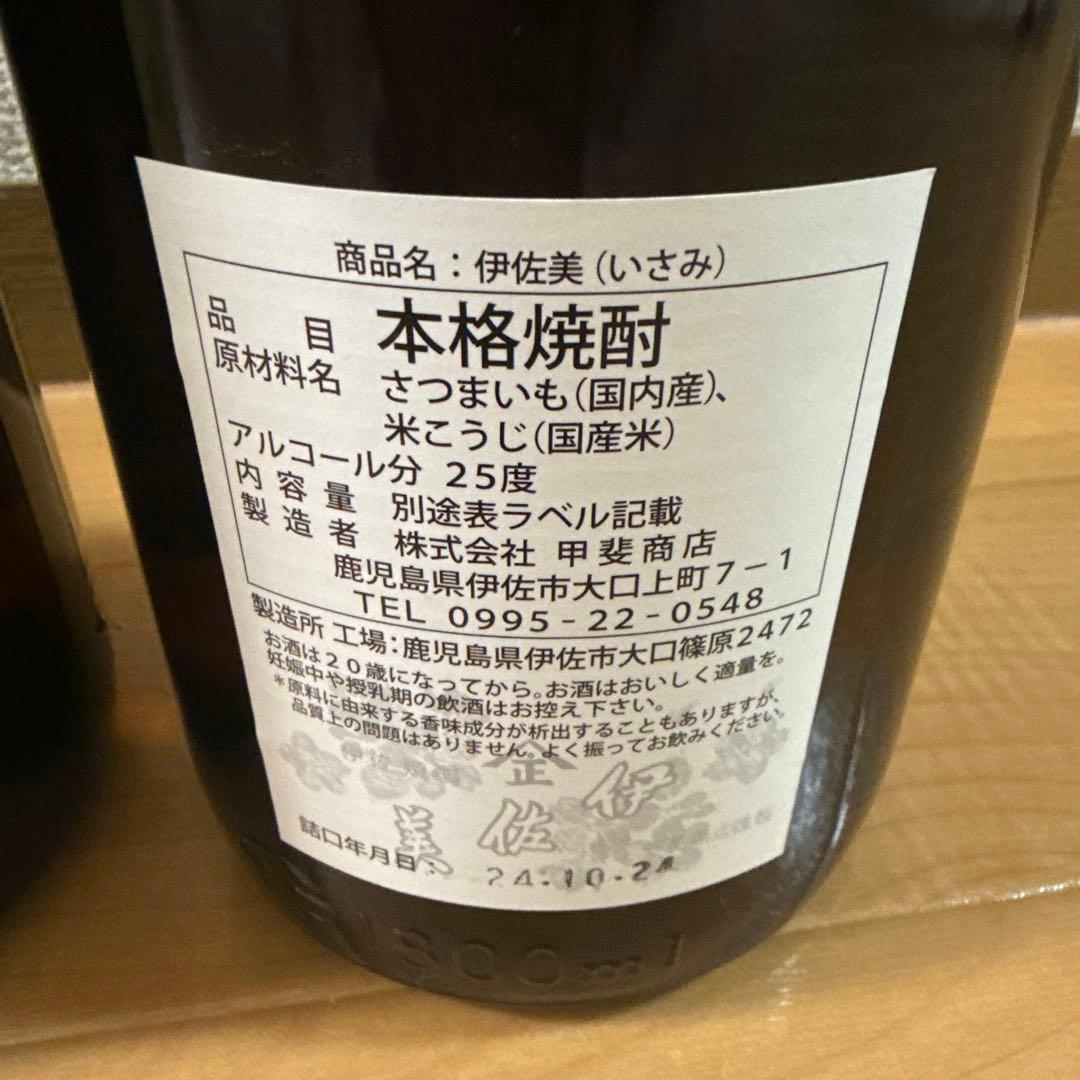 商品名：伊佐美（いさみ）
品目 本格焼酎
原材料名 さつまいも（国内産）、
米こうじ（国産米）
アルコール分 25度
内容量 別途表ラベル記載
製造者 株式会社 甲斐商店
鹿児島県伊佐市大口上町7－1
TEL 0995-22-0548
製造所 工場：鹿児島県伊佐市大口篠原2472
お酒は20歳になってから。お酒はおいしく適量を。
妊娠中や授乳期の飲酒はお控え下さい。
＊原料に由来する香味成分が析出することもありますが、
品質上の問題はありません。よく振ってお飲みください。
正
伊佐美
詰口年月日： 24.10.24
1800ml